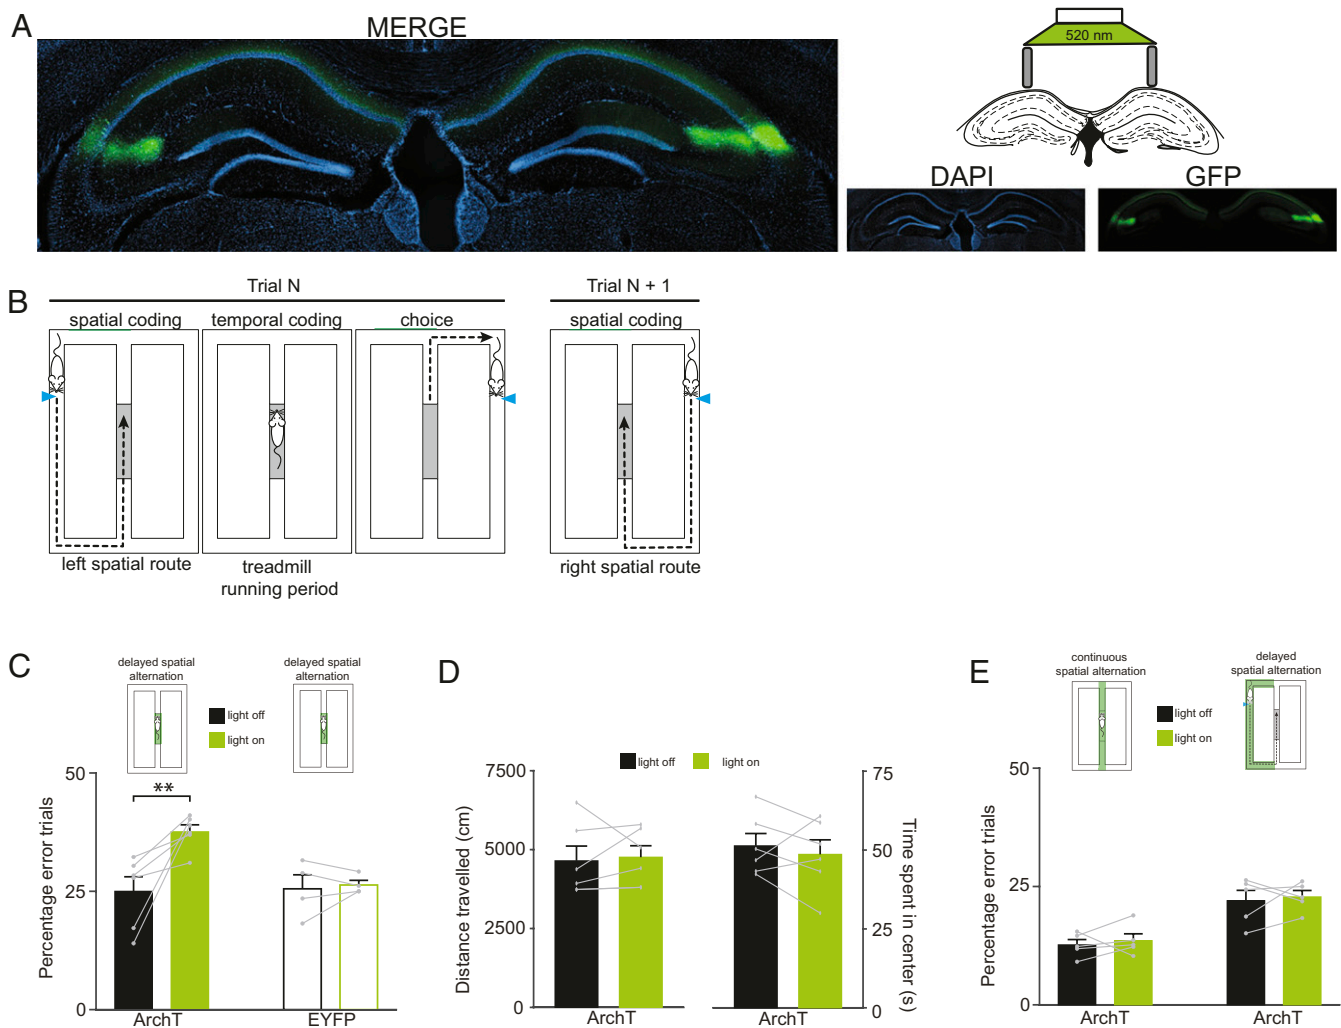 A
MERGE
520 nm
DAPI
GFP
B
Trial N
Trial N + 1
spatial coding
temporal coding
choice
spatial coding
left spatial route
treadmill
running period
right spatial route
C
delayed spatial
alternation
delayed spatial
alternation
light off
light on
**
Percentage error trials
50
25
0
ArchT
EYFP
D
light off
light on
Distance travelled (cm)
7500
5000
2500
0
ArchT
75
50
25
0
Time spent in center (s)
ArchT
E
continuous
spatial alternation
delayed
spatial alternation
light off
light on
Percentage error trials
50
25
0
ArchT
ArchT